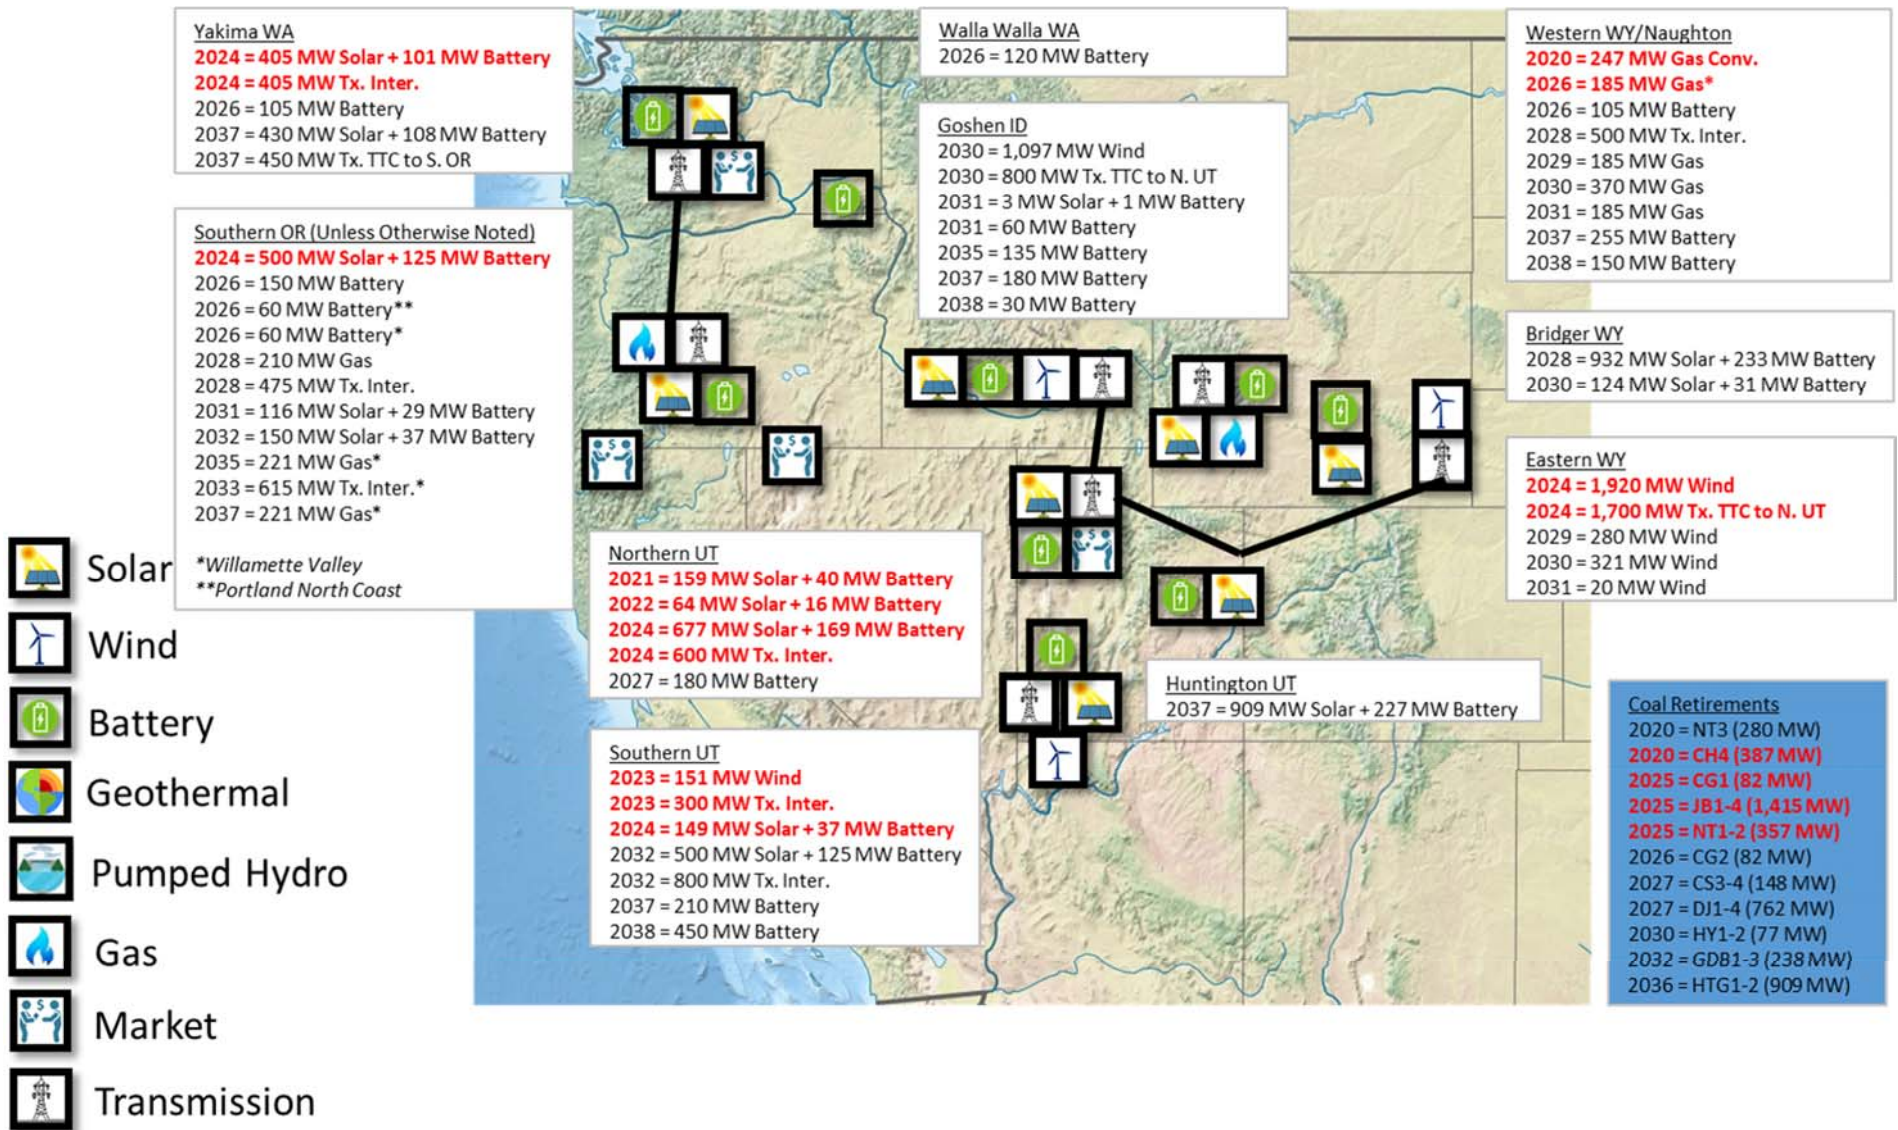 Yakima WA
2024 = 405 MW Solar + 101 MW Battery
2024 = 405 MW Tx. Inter.
2026 = 105 MW Battery
2037 = 430 MW Solar + 108 MW Battery
2037 = 450 MW Tx. TTC to S. OR
Walla Walla WA
2026 = 120 MW Battery
Western WY/Naughton
2020 = 247 MW Gas Conv.
2026 = 185 MW Gas*
2026 = 105 MW Battery
2028 = 500 MW Tx. Inter.
2029 = 185 MW Gas
2030 = 370 MW Gas
2031 = 185 MW Gas
2037 = 255 MW Battery
2038 = 150 MW Battery
Goshen ID
2030 = 1,097 MW Wind
2030 = 800 MW Tx. TTC to N. UT
2031 = 3 MW Solar + 1 MW Battery
2031 = 60 MW Battery
2035 = 135 MW Battery
2037 = 180 MW Battery
2038 = 30 MW Battery
Southern OR (Unless Otherwise Noted)
2024 = 500 MW Solar + 125 MW Battery
2026 = 150 MW Battery
2026 = 60 MW Battery**
2026 = 60 MW Battery*
2028 = 210 MW Gas
2028 = 475 MW Tx. Inter.
2031 = 116 MW Solar + 29 MW Battery
2032 = 150 MW Solar + 37 MW Battery
2035 = 221 MW Gas*
2033 = 615 MW Tx. Inter.*
2037 = 221 MW Gas*
*Willamette Valley
**Portland North Coast
Bridger WY
2028 = 932 MW Solar + 233 MW Battery
2030 = 124 MW Solar + 31 MW Battery
Eastern WY
2024 = 1,920 MW Wind
2024 = 1,700 MW Tx. TTC to N. UT
2029 = 280 MW Wind
2030 = 321 MW Wind
2031 = 20 MW Wind
Northern UT
2021 = 159 MW Solar + 40 MW Battery
2022 = 64 MW Solar + 16 MW Battery
2024 = 677 MW Solar + 169 MW Battery
2024 = 600 MW Tx. Inter.
2027 = 180 MW Battery
Huntington UT
2037 = 909 MW Solar + 227 MW Battery
Southern UT
2023 = 151 MW Wind
2023 = 300 MW Tx. Inter.
2024 = 149 MW Solar + 37 MW Battery
2032 = 500 MW Solar + 125 MW Battery
2032 = 800 MW Tx. Inter.
2037 = 210 MW Battery
2038 = 450 MW Battery
Coal Retirements
2020 = NT3 (280 MW)
2020 = CH4 (387 MW)
2025 = CG1 (82 MW)
2025 = JB1-4 (1,415 MW)
2025 = NT1-2 (357 MW)
2026 = CG2 (82 MW)
2027 = CS3-4 (148 MW)
2027 = DJ1-4 (762 MW)
2030 = HY1-2 (77 MW)
2032 = GDB1-3 (238 MW)
2036 = HTG1-2 (909 MW)
Solar
Wind
Battery
Geothermal
Pumped Hydro
Gas
Market
Transmission